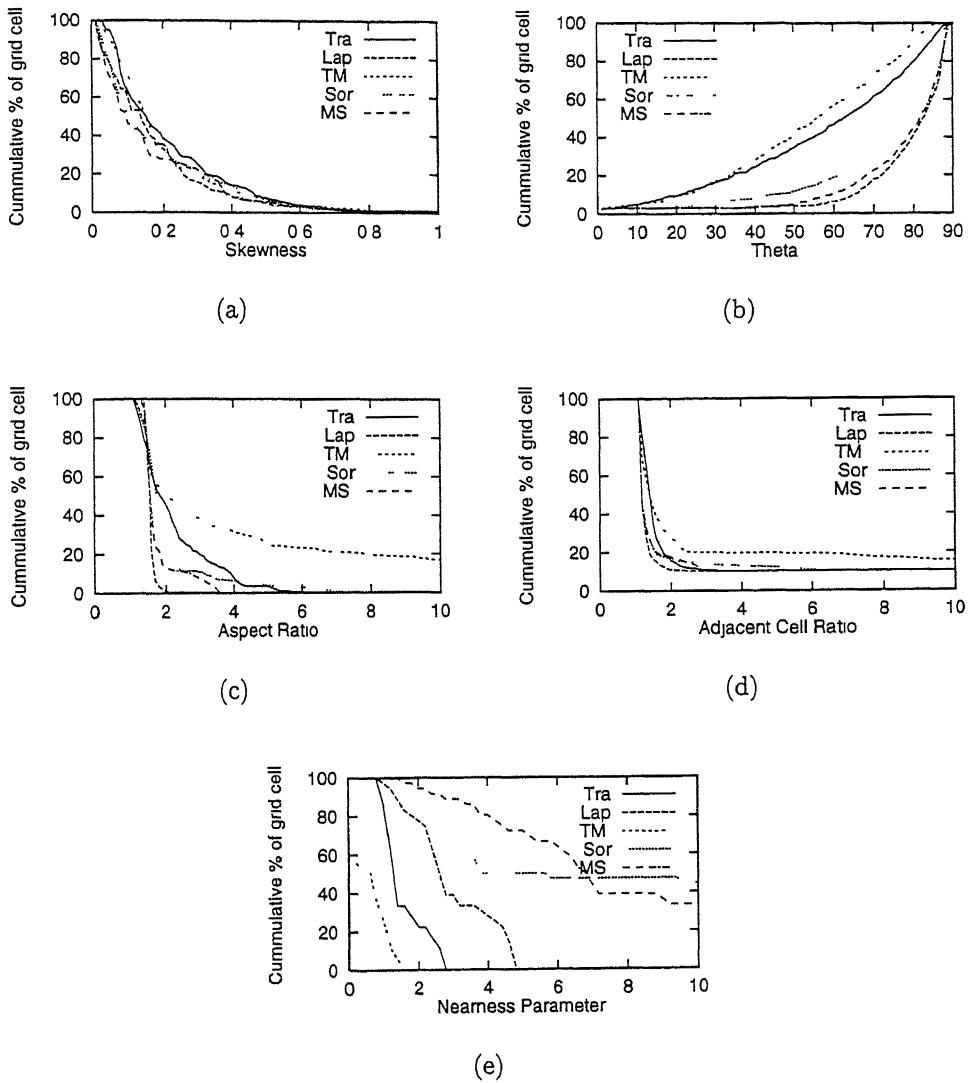 Cummulative % of grid cell
100
80
60
40
20
0
Tra
Lap
TM
Sor
MS
0 0 2 0 4 0 6 0 8 1
Skewness
(a)
Cummulative % of grid cell
100
80
60
40
20
0
Tra
Lap
TM
Sor
MS
0 10 20 30 40 50 60 70 80 90
Theta
(b)
Cummulative % of grid cell
100
80
60
40
20
0
Tra
Lap
TM
Sor
MS
0 2 4 6 8 10
Aspect Ratio
(c)
Cummulative % of grid cell
100
80
60
40
20
0
Tra
Lap
TM
Sor
MS
0 2 4 6 8 10
Adjacent Cell Ratio
(d)
Cummulative % of grid cell
100
80
60
40
20
0
Tra
Lap
TM
Sor
MS
0 2 4 6 8 10
Nearness Parameter
(e)